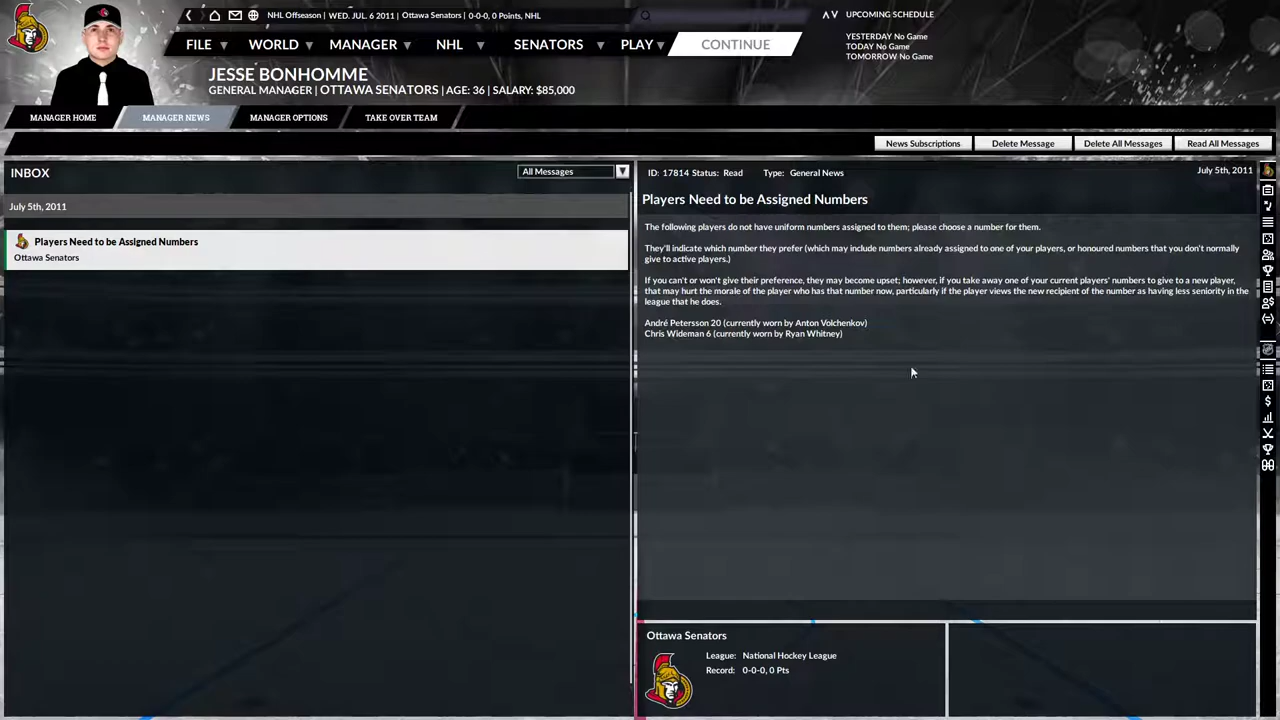 NHL Offseason | WED. JUL. 6 2011 | Ottawa Senators | 0-0-0, 0 Points, NHL
UPCOMING SCHEDULE
YESTERDAY No Game
TODAY No Game
TOMORROW No Game
FILE WORLD MANAGER NHL SENATORS PLAY CONTINUE
JESSE BONHOMME
GENERAL MANAGER | OTTAWA SENATORS | AGE: 36 | SALARY: $85,000
MANAGER HOME MANAGER NEWS MANAGER OPTIONS TAKE OVER TEAM
News Subscriptions Delete Message Delete All Messages Read All Messages
INBOX All Messages
July 5th, 2011
Players Need to be Assigned Numbers
Ottawa Senators
ID: 17814 Status: Read Type: General News July 5th, 2011
Players Need to be Assigned Numbers
The following players do not have uniform numbers assigned to them; please choose a number for them.
They'll indicate which number they prefer (which may include numbers already assigned to one of your players, or honoured numbers that you don't normally
give to active players.)
If you can't or won't give their preference, they may become upset; however, if you take away one of your current players' numbers to give to a new player,
that may hurt the morale of the player who has that number now, particularly if the player views the new recipient of the number as having less seniority in the
league that he does.
André Petersson 20 (currently worn by Anton Volchenkov)
Chris Wideman 6 (currently worn by Ryan Whitney)
Ottawa Senators
League: National Hockey League
Record: 0-0-0, 0 Pts